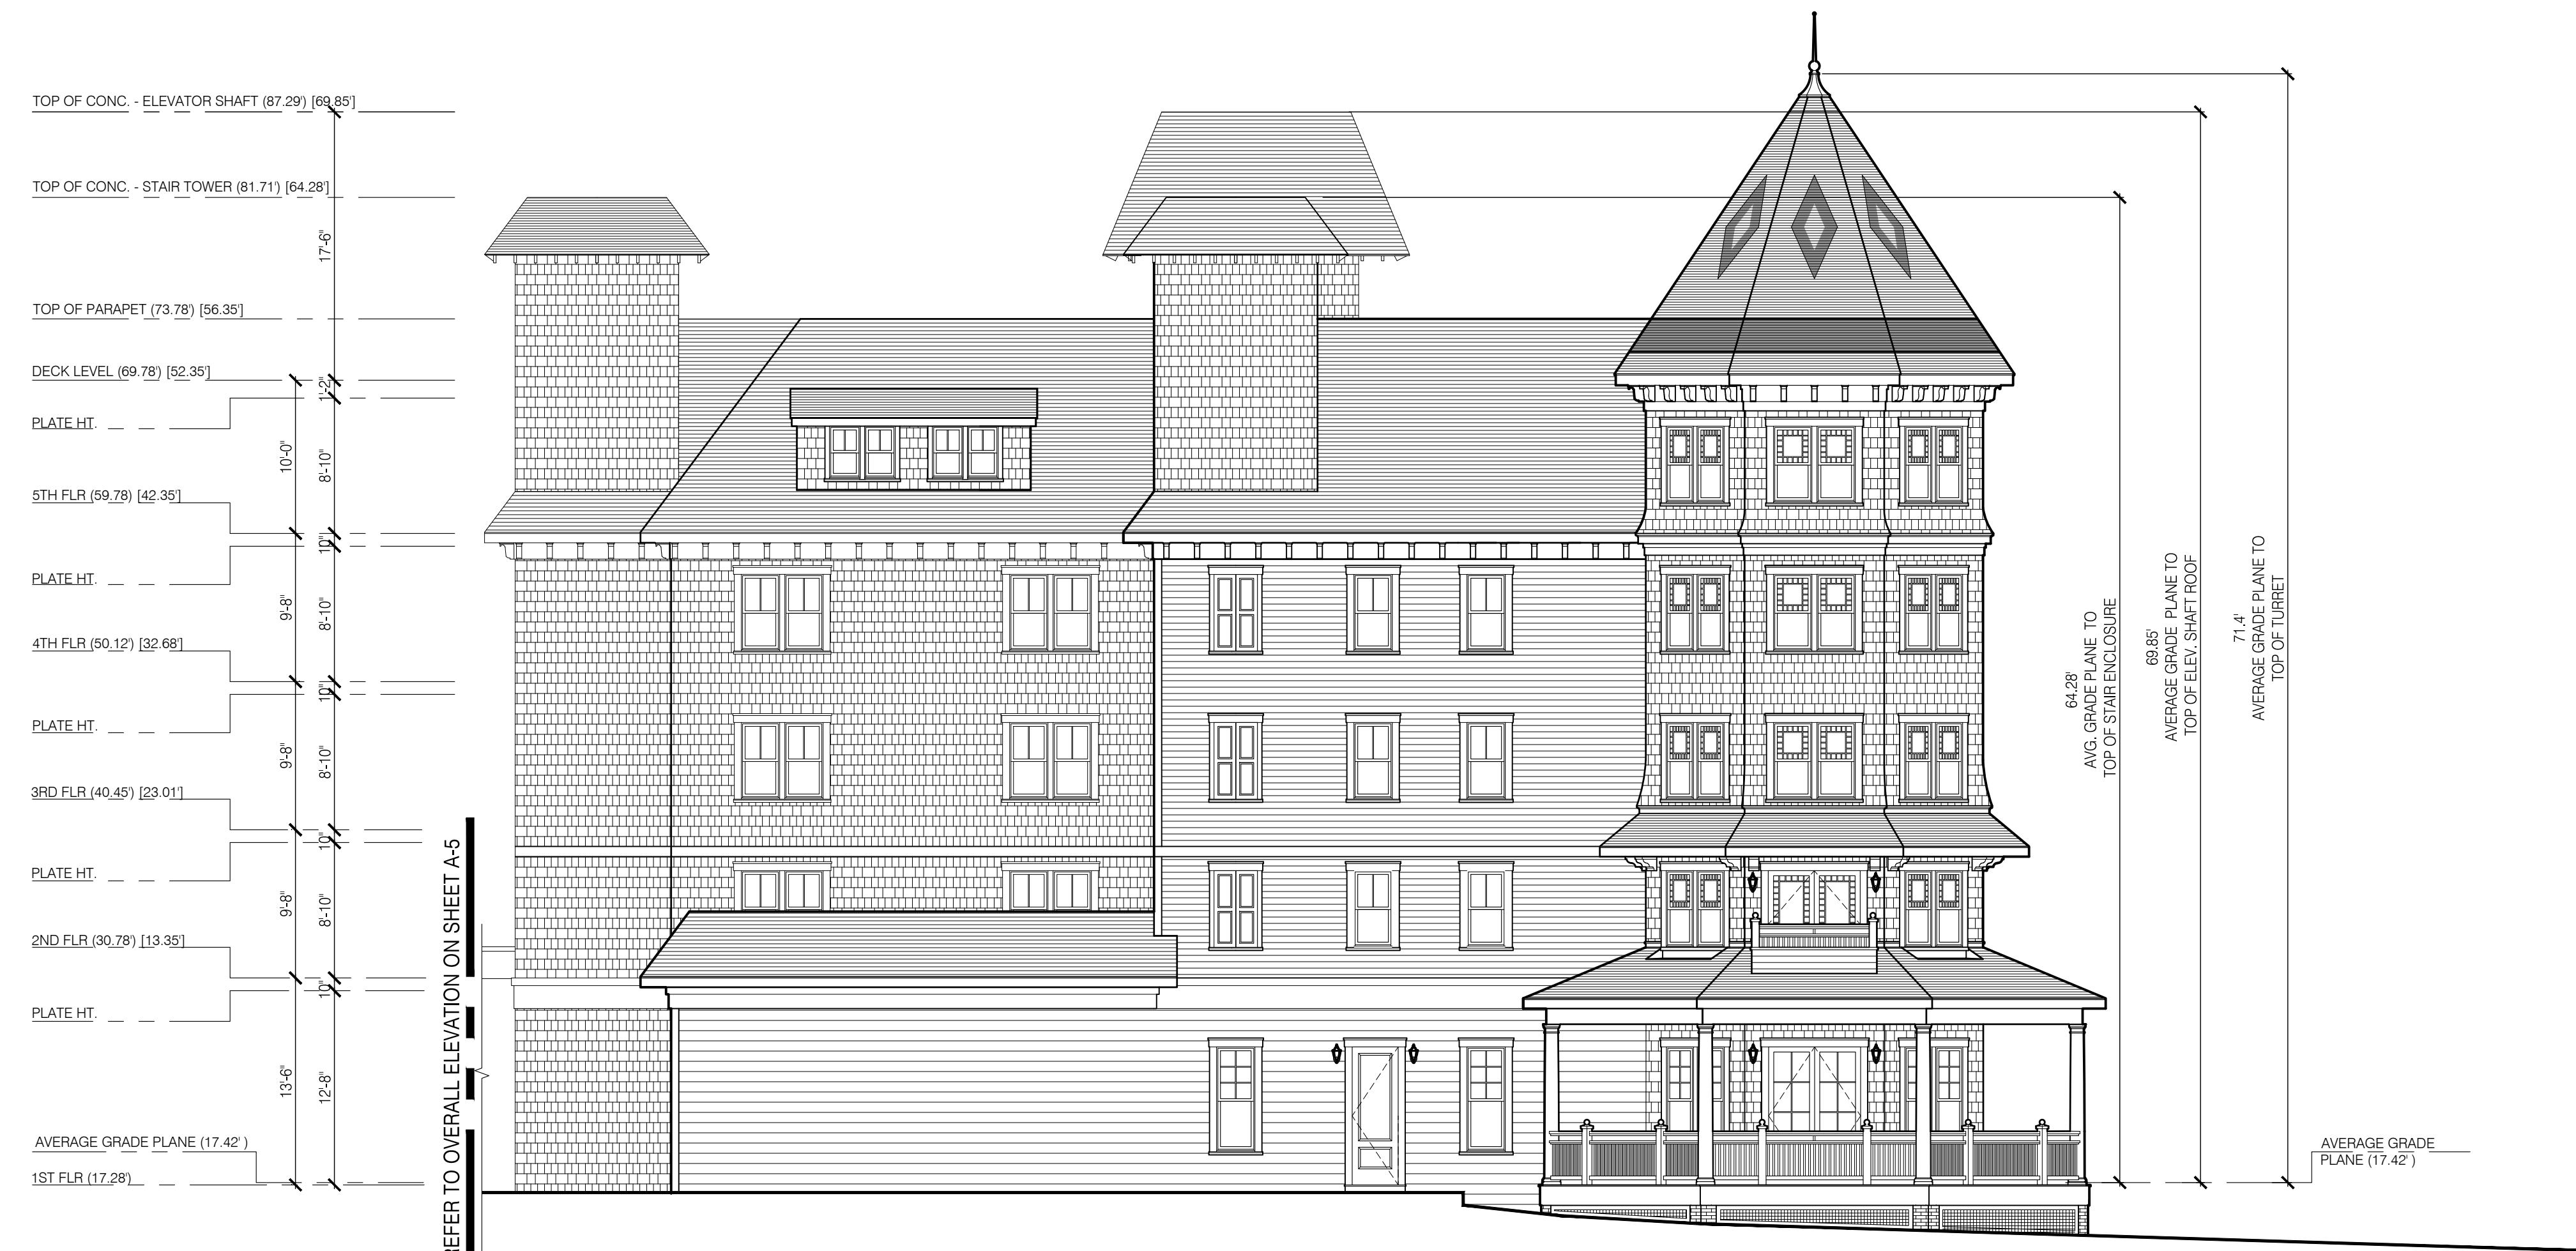 TOP OF CONC. - ELEVATOR SHAFT (87.29') [69.85']
TOP OF CONC. - STAIR TOWER (81.71') [64.28']
17'-6"
TOP OF PARAPET (73.78') [56.35']
DECK LEVEL (69.78') [52.35']
1'-2"
PLATE HT.
10'-0"
8'-10"
5TH FLR (59.78) [42.35']
10"
PLATE HT.
9'-8"
8'-10"
4TH FLR (50.12') [32.68']
10"
PLATE HT.
9'-8"
8'-10"
3RD FLR (40.45') [23.01']
10"
PLATE HT.
9'-8"
8'-10"
2ND FLR (30.78') [13.35']
10"
PLATE HT.
13'-6"
12'-8"
AVERAGE GRADE PLANE (17.42' )
1ST FLR (17.28')
REFER TO OVERALL ELEVATION ON SHEET A-5
64.28'
AVG. GRADE PLANE TO
TOP OF STAIR ENCLOSURE
69.85'
AVERAGE GRADE PLANE TO
TOP OF ELEV. SHAFT ROOF
71.4'
AVERAGE GRADE PLANE TO
TOP OF TURRET
AVERAGE GRADE
PLANE (17.42' )